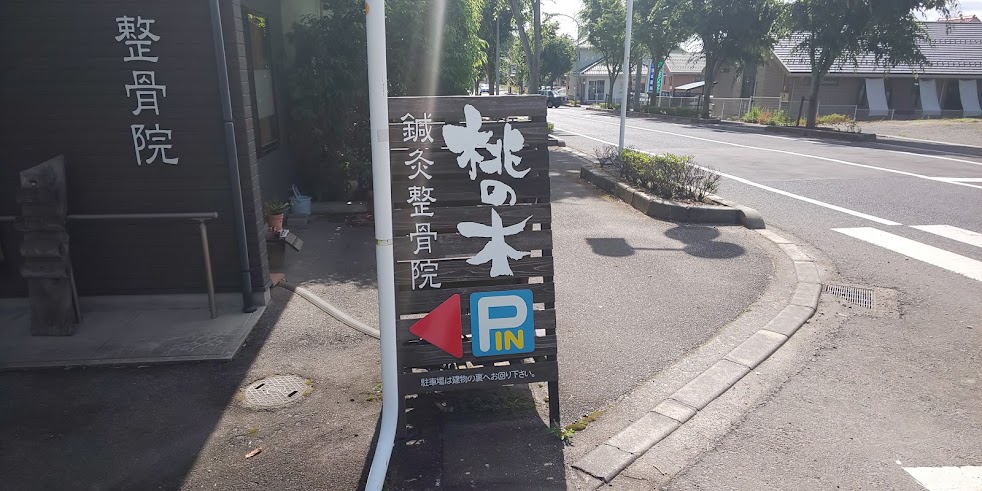 整骨院
桃の木
鍼灸整骨院
P
IN
駐車場は建物の裏へお回り下さい。